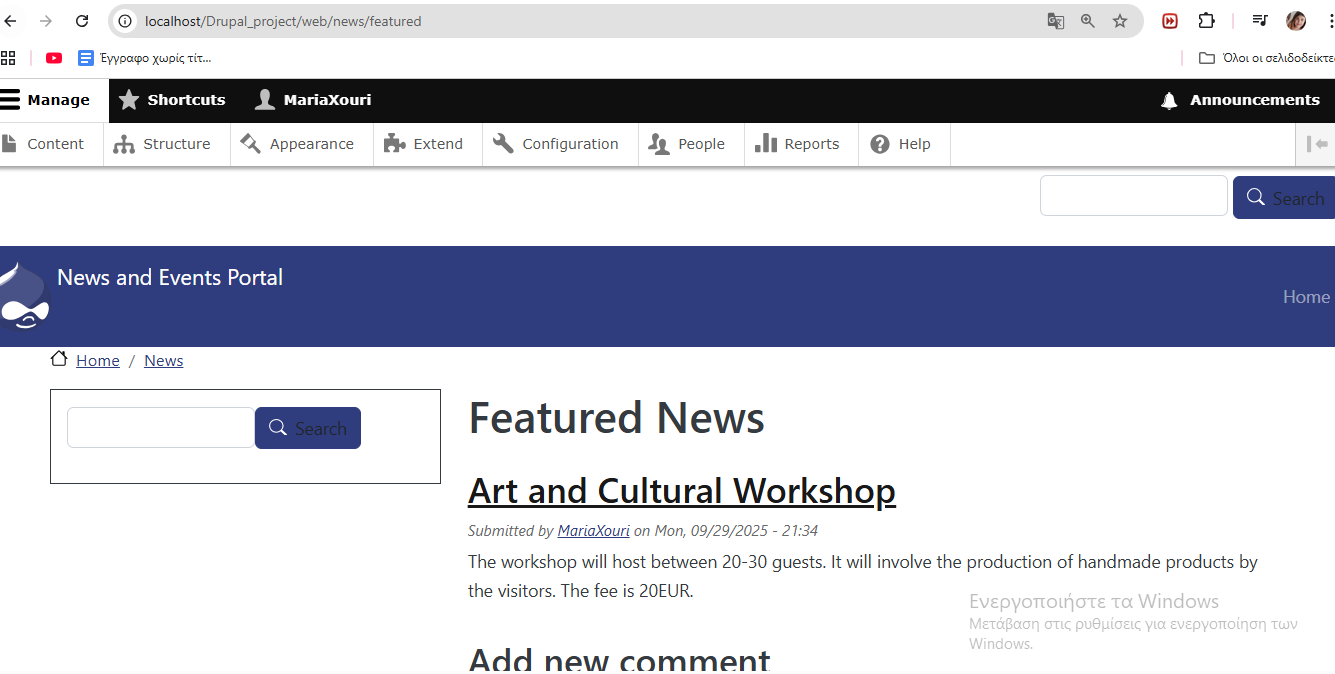 localhost/Drupal_project/web/news/featured
Έγγραφο χωρίς τίτ...
Όλοι οι σελιδοδείκτε
Manage Shortcuts MariaXouri Announcements
Content Structure Appearance Extend Configuration People Reports Help
Search
News and Events Portal
Home
Home / News
Search
Featured News
Art and Cultural Workshop
Submitted by MariaXouri on Mon, 09/29/2025 - 21:34
The workshop will host between 20-30 guests. It will involve the production of handmade products by
the visitors. The fee is 20EUR.
Ενεργοποιήστε τα Windows
Μετάβαση στις ρυθμίσεις για ενεργοποίηση των
Windows.
Add new comment